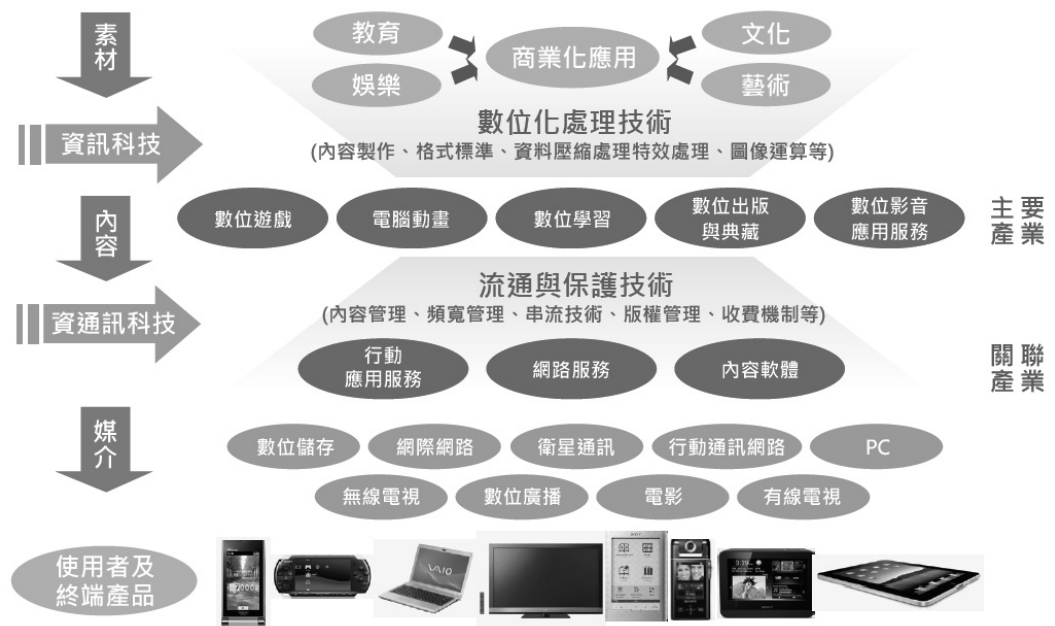 素材
教育
文化
商業化應用
娛樂
藝術
資訊科技
數位化處理技術
(內容製作、格式標準、資料壓縮處理特效處理、圖像運算等)
內容
數位遊戲
電腦動畫
數位學習
數位出版
與典藏
數位影音
應用服務
主要
產業
資通訊科技
流通與保護技術
(內容管理、頻寬管理、串流技術、版權管理、收費機制等)
行動
應用服務
網路服務
內容軟體
關聯
產業
媒介
數位儲存
網際網路
衛星通訊
行動通訊網路
PC
無線電視
數位廣播
電影
有線電視
使用者及
終端產品
VAIO
SONY
3:29